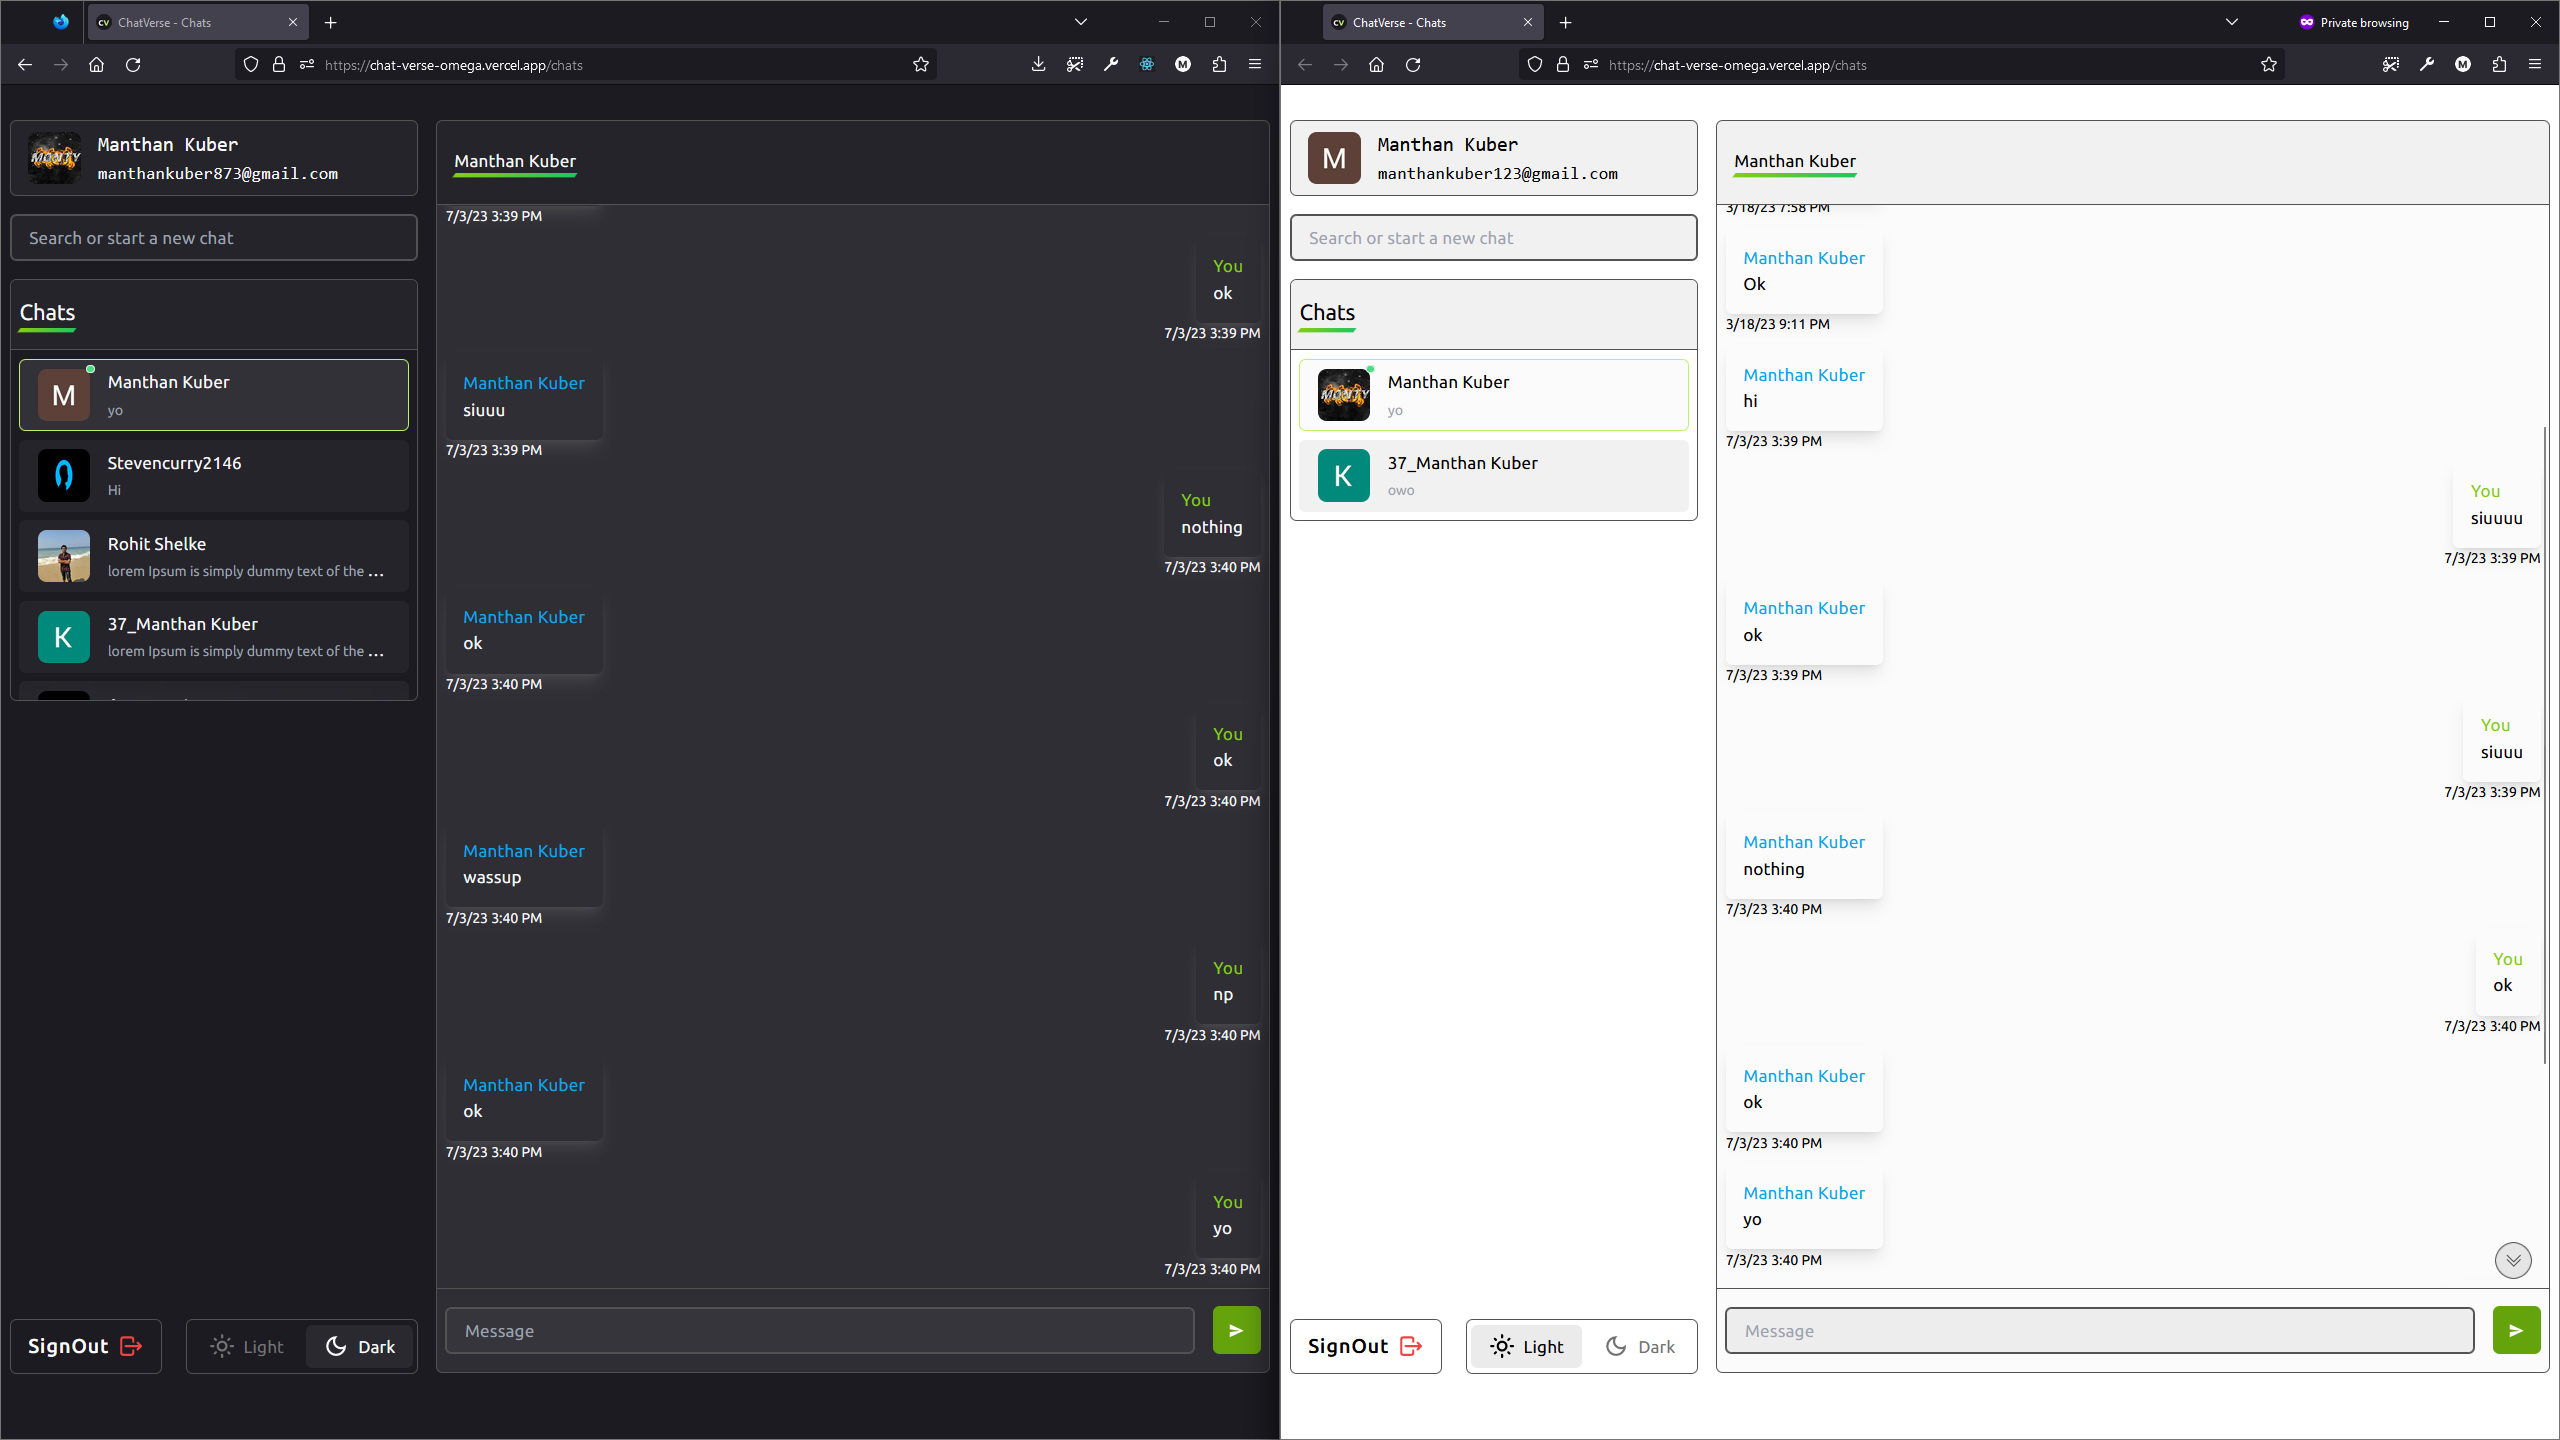 ChatVerse - Chats
https://chat-verse-omega.vercel.app/chats
MONTY
Manthan Kuber
manthankuber873@gmail.com
Search or start a new chat
Chats
M
Manthan Kuber
yo
Stevencurry2146
Hi
Rohit Shelke
lorem Ipsum is simply dummy text of the ...
K
37_Manthan Kuber
lorem Ipsum is simply dummy text of the ...
SignOut
Light
Dark
Manthan Kuber
7/3/23 3:39 PM
You
ok
7/3/23 3:39 PM
Manthan Kuber
siuuu
7/3/23 3:39 PM
You
nothing
7/3/23 3:40 PM
Manthan Kuber
ok
7/3/23 3:40 PM
You
ok
7/3/23 3:40 PM
Manthan Kuber
wassup
7/3/23 3:40 PM
You
np
7/3/23 3:40 PM
Manthan Kuber
ok
7/3/23 3:40 PM
You
yo
7/3/23 3:40 PM
Message
ChatVerse - Chats
Private browsing
https://chat-verse-omega.vercel.app/chats
M
Manthan Kuber
manthankuber123@gmail.com
Search or start a new chat
Chats
MONTY
Manthan Kuber
yo
K
37_Manthan Kuber
owo
SignOut
Light
Dark
Manthan Kuber
3/18/23 7:58 PM
Manthan Kuber
Ok
3/18/23 9:11 PM
Manthan Kuber
hi
7/3/23 3:39 PM
You
siuuuu
7/3/23 3:39 PM
Manthan Kuber
ok
7/3/23 3:39 PM
You
siuuu
7/3/23 3:39 PM
Manthan Kuber
nothing
7/3/23 3:40 PM
You
ok
7/3/23 3:40 PM
Manthan Kuber
ok
7/3/23 3:40 PM
Manthan Kuber
yo
7/3/23 3:40 PM
Message